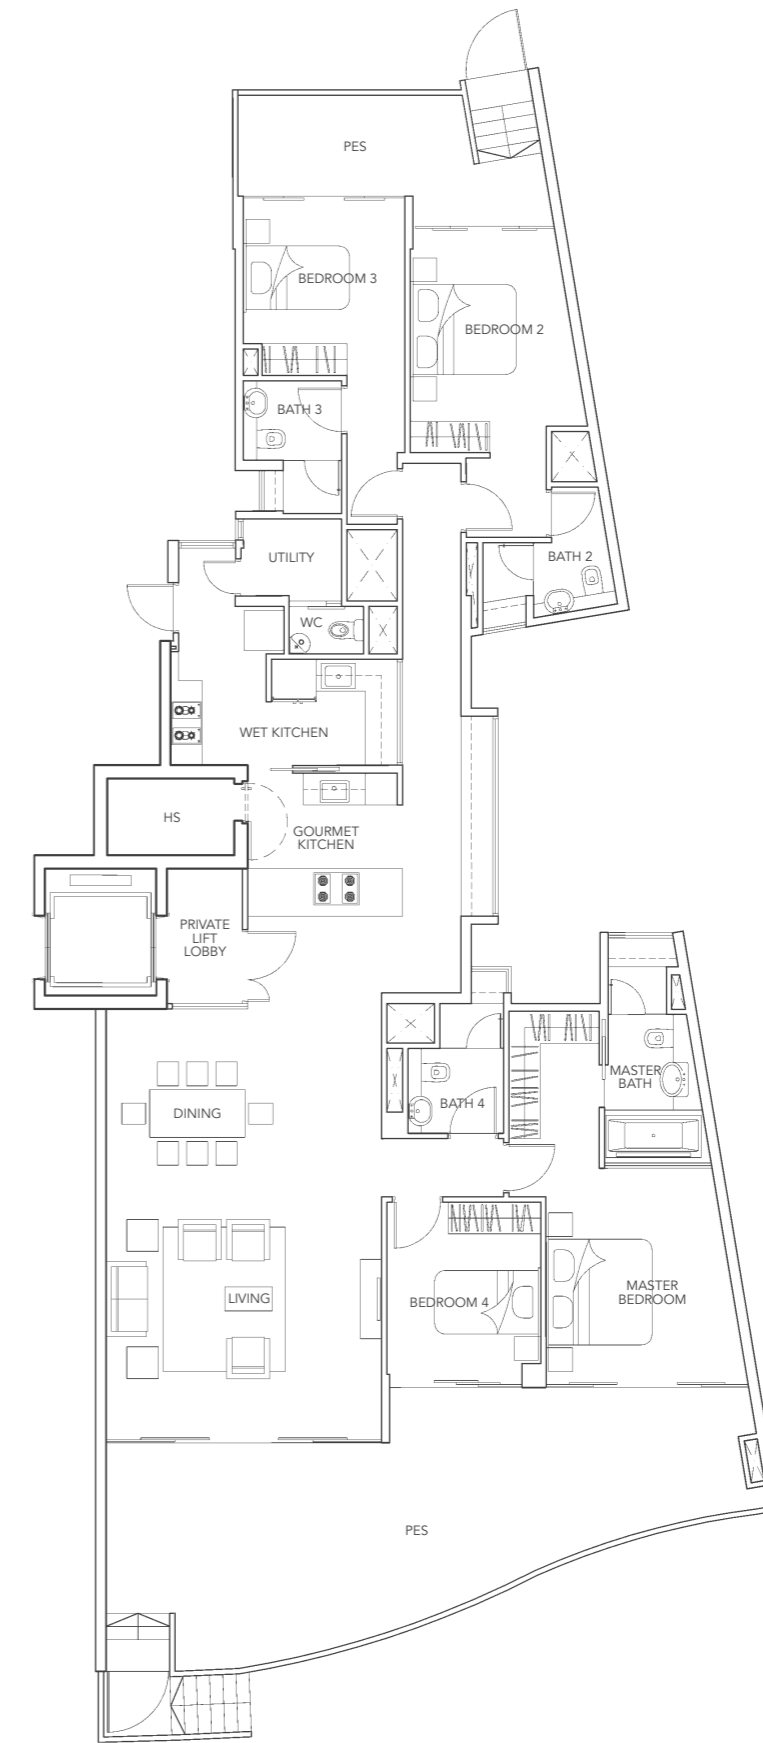 PES
BEDROOM 3
BEDROOM 2
BATH 3
UTILITY
BATH 2
WC
WET KITCHEN
HS
GOURMET
KITCHEN
PRIVATE
LIFT
LOBBY
MASTER
BATH
BATH 4
DINING
MASTER
BEDROOM
LIVING
BEDROOM 4
PES